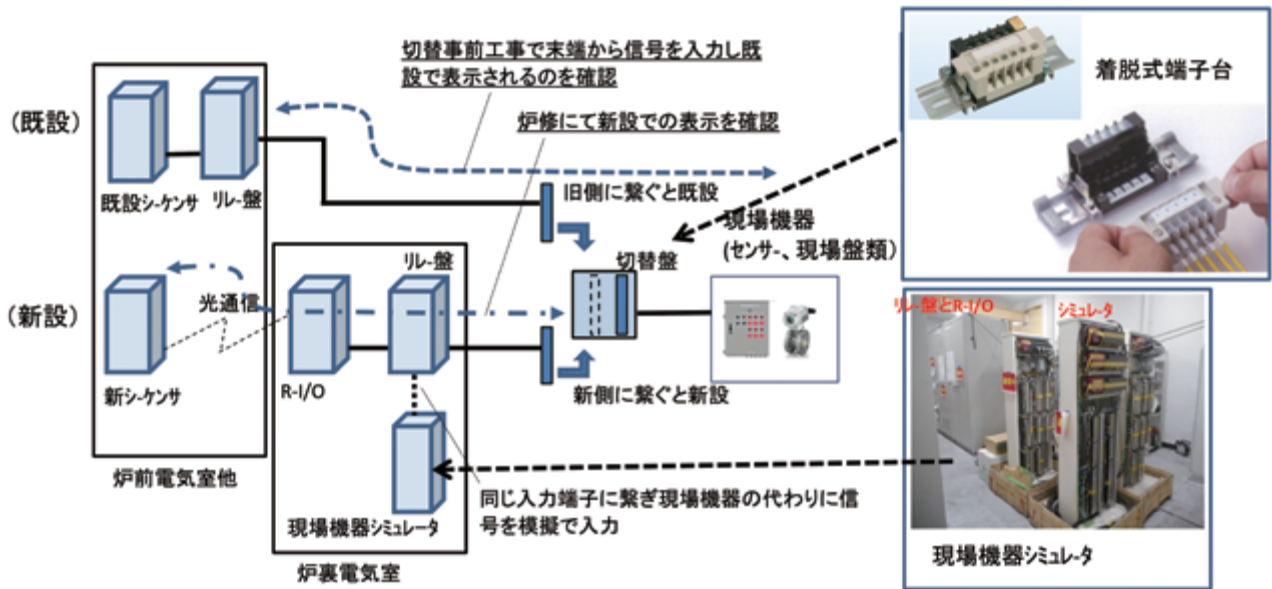 切替事前工事で末端から信号を入力し既
設で表示されるのを確認
着脱式端子台
(既設)
炉修にて新設での表示を確認
既設シーケンサ
リレー盤
旧側に繋ぐと既設
現場機器
(センサー、現場盤類)
リレー盤
切替盤
(新設)
光通信
新シーケンサ
R-I/O
新側に繋ぐと新設
リレー盤とR-I/O
シミュレータ
炉前電気室他
同じ入力端子に繋ぎ現場機器の代わりに信
号を模擬で入力
現場機器シミュレータ
炉裏電気室
現場機器シミュレータ